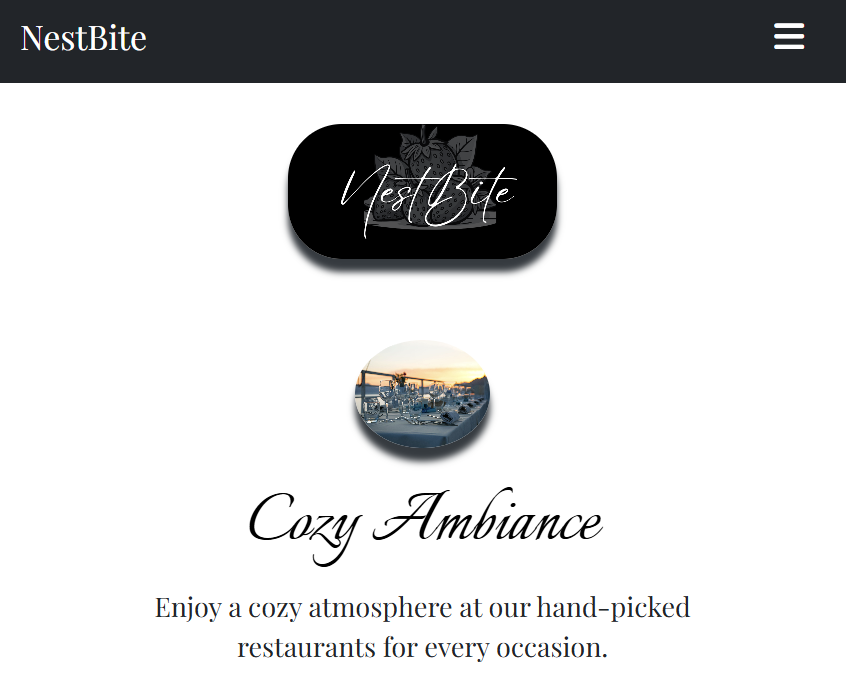 NestBite
NestBite
Cozy Ambiance
Enjoy a cozy atmosphere at our hand-picked
restaurants for every occasion.